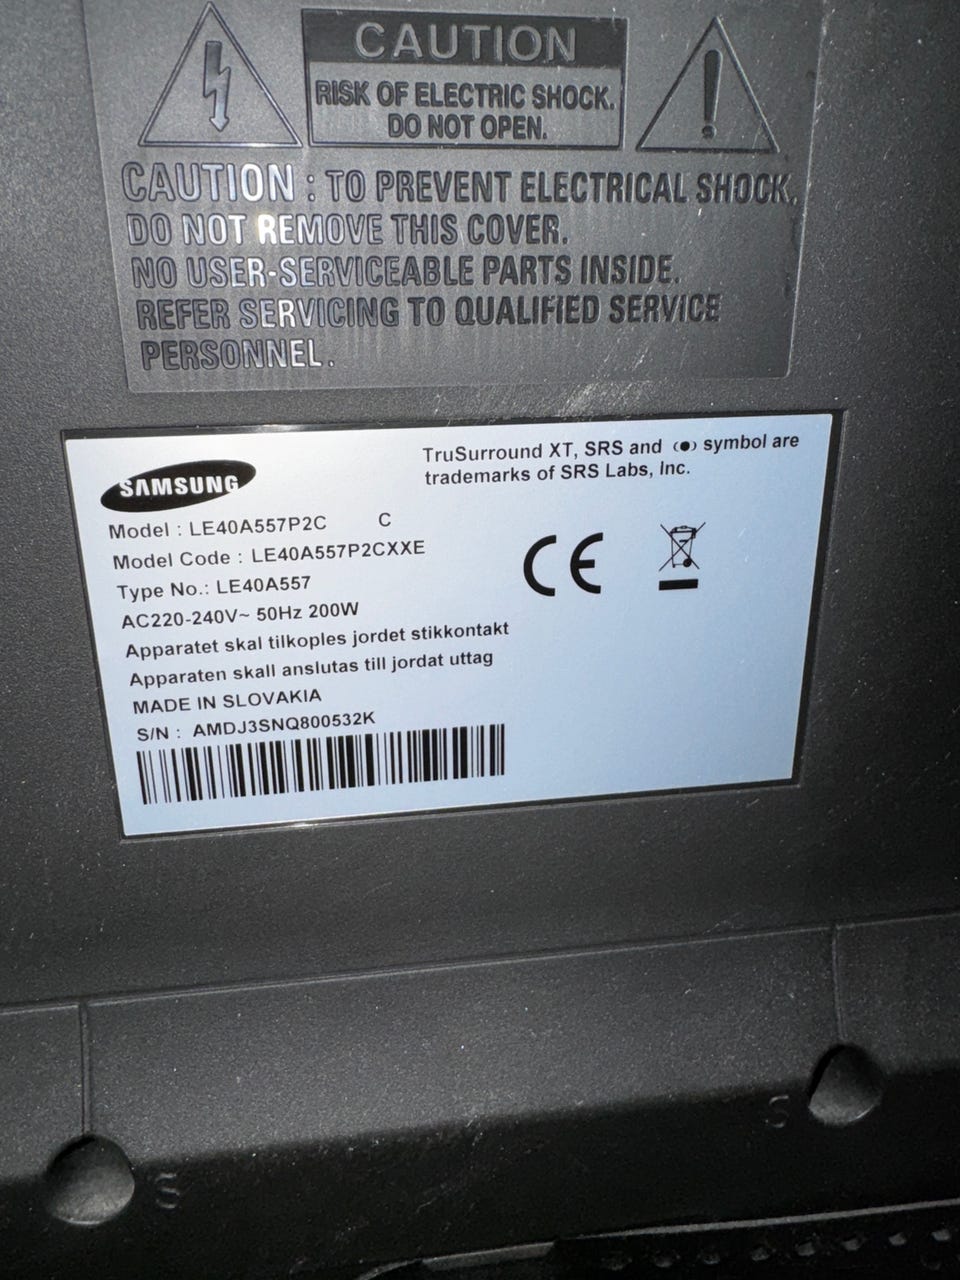 CAUTION
RISK OF ELECTRIC SHOCK.
DO NOT OPEN.
CAUTION : TO PREVENT ELECTRICAL SHOCK,
DO NOT REMOVE THIS COVER.
NO USER-SERVICEABLE PARTS INSIDE.
REFER SERVICING TO QUALIFIED SERVICE
PERSONNEL.
SAMSUNG
TruSurround XT, SRS and (●) symbol are
trademarks of SRS Labs, Inc.
Model : LE40A557P2C C
Model Code : LE40A557P2CXXE
Type No.: LE40A557
AC220-240V~ 50Hz 200W
Apparatet skal tilkoples jordet stikkontakt
Apparaten skall anslutas till jordat uttag
MADE IN SLOVAKIA
S/N : AMDJ3SNQ800532K
CE
S
S